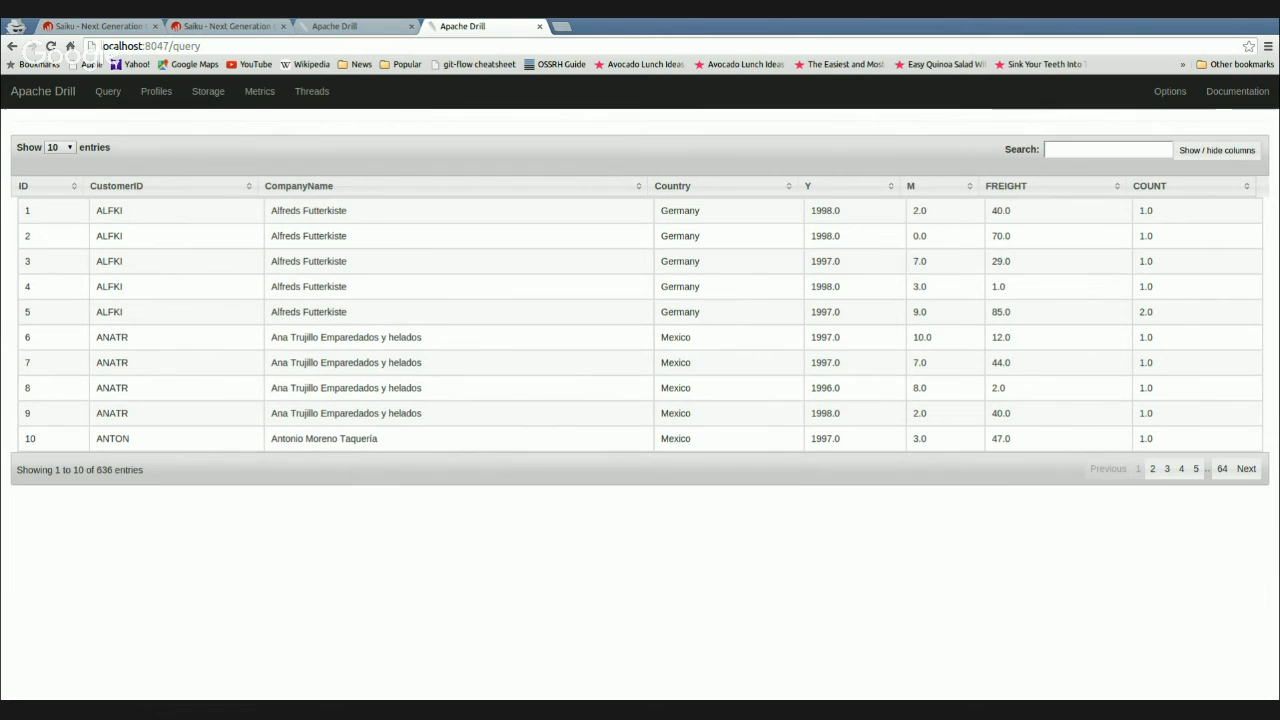 Saiku - Next Generation Apache Drill Apache Drill
Saiku - Next Generation
localhost:8047/query
Google
Bookmarks Apple Yahoo! Google Maps YouTube Wikipedia News Popular git-flow cheatsheet OSSRH Guide Avocado Lunch Ideas Avocado Lunch Ideas The Easiest and Most Easy Quinoa Salad Wi Sink Your Teeth Into T » Other bookmarks
Apache Drill Query Profiles Storage Metrics Threads Options Documentation
Show 10 entries Search: Show / hide columns
ID CustomerID CompanyName Country Y M FREIGHT COUNT
1 ALFKI Alfreds Futterkiste Germany 1998.0 2.0 40.0 1.0
2 ALFKI Alfreds Futterkiste Germany 1998.0 0.0 70.0 1.0
3 ALFKI Alfreds Futterkiste Germany 1997.0 7.0 29.0 1.0
4 ALFKI Alfreds Futterkiste Germany 1998.0 3.0 1.0 1.0
5 ALFKI Alfreds Futterkiste Germany 1997.0 9.0 85.0 2.0
6 ANATR Ana Trujillo Emparedados y helados Mexico 1997.0 10.0 12.0 1.0
7 ANATR Ana Trujillo Emparedados y helados Mexico 1997.0 7.0 44.0 1.0
8 ANATR Ana Trujillo Emparedados y helados Mexico 1996.0 8.0 2.0 1.0
9 ANATR Ana Trujillo Emparedados y helados Mexico 1998.0 2.0 40.0 1.0
10 ANTON Antonio Moreno Taquería Mexico 1997.0 3.0 47.0 1.0
Showing 1 to 10 of 636 entries Previous 1 2 3 4 5 .. 64 Next